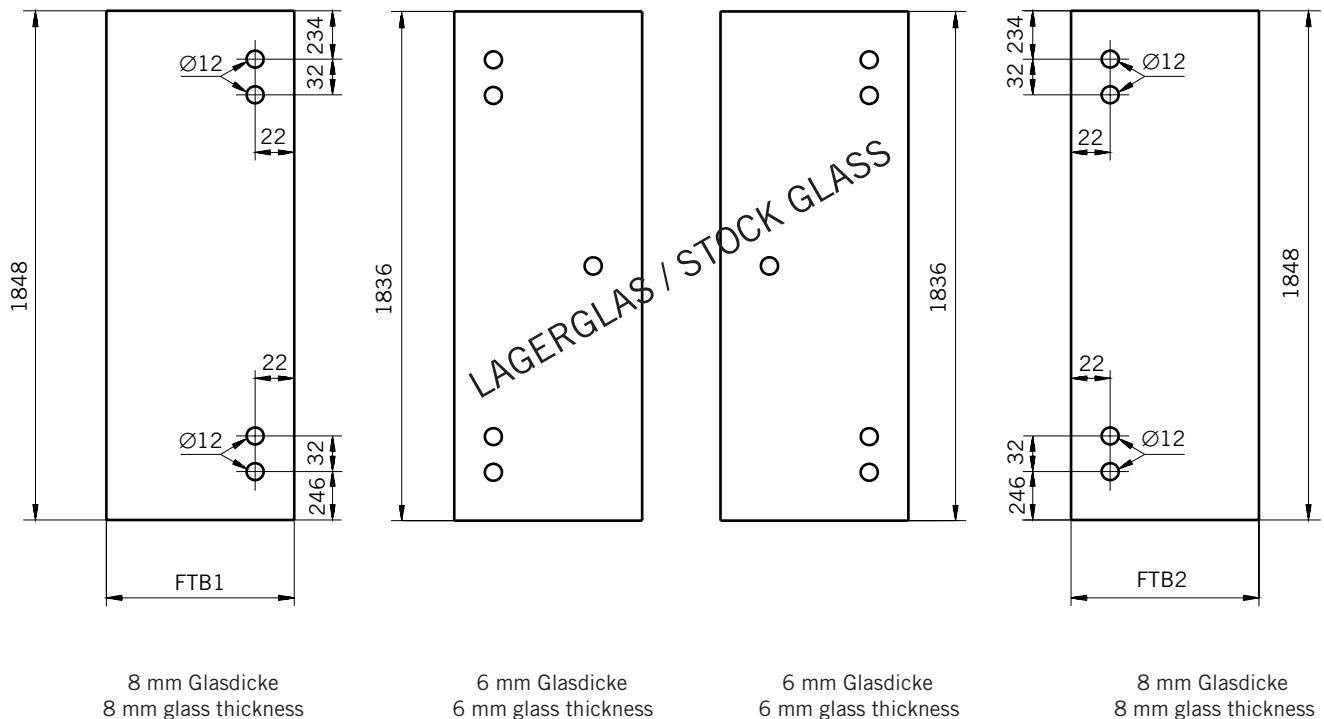 1848
Ø12
234
32
22
22
Ø12
32
246
FTB1
1836
LAGERGLAS / STOCK GLASS
1836
234
32
Ø12
22
22
32
246
Ø12
1848
FTB2
8 mm Glasdicke
8 mm glass thickness
6 mm Glasdicke
6 mm glass thickness
6 mm Glasdicke
6 mm glass thickness
8 mm Glasdicke
8 mm glass thickness